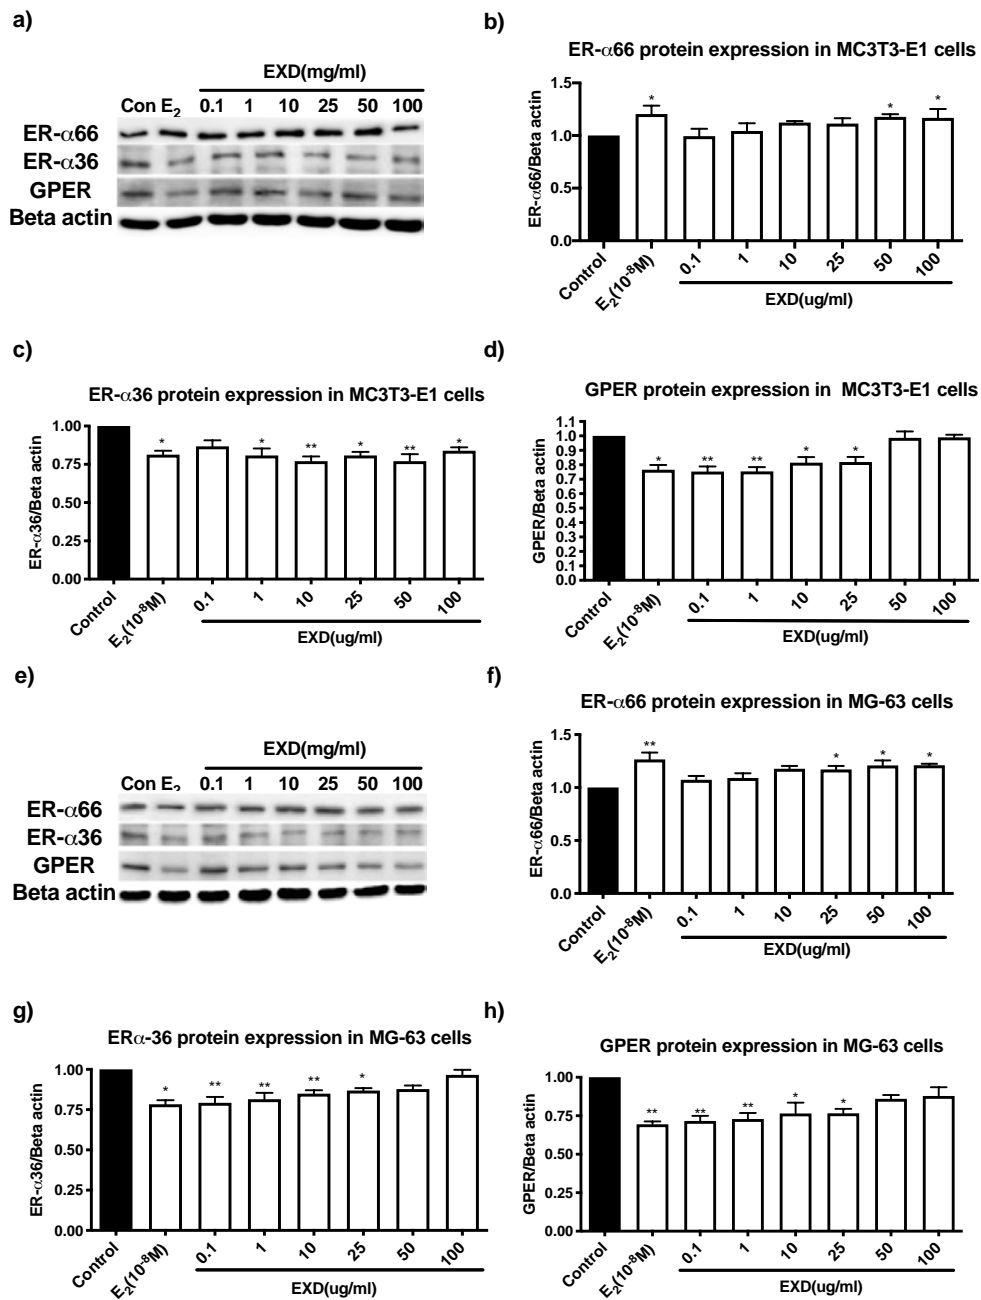 a)
EXD(mg/ml)
Con E₂ 0.1 1 10 25 50 100
ER-α66
ER-α36
GPER
Beta actin
b)
ER-α66 protein expression in MC3T3-E1 cells
ER-α66/Beta actin
1.5
1.0
0.5
0.0
* * *
Control E₂(10⁻⁸M) 0.1 1 10 25 50 100
EXD(ug/ml)
c)
ER-α36 protein expression in MC3T3-E1 cells
ER-α36/Beta actin
1.00
0.75
0.50
0.25
0.00
* * ** * ** *
Control E₂(10⁻⁸M) 0.1 1 10 25 50 100
EXD(ug/ml)
d)
GPER protein expression in MC3T3-E1 cells
GPER/Beta actin
1.1
1.0
0.9
0.8
0.7
0.6
0.5
0.4
0.3
0.2
0.1
0.0
* ** ** * *
Control E₂(10⁻⁸M) 0.1 1 10 25 50 100
EXD(ug/ml)
e)
EXD(mg/ml)
Con E₂ 0.1 1 10 25 50 100
ER-α66
ER-α36
GPER
Beta actin
f)
ER-α66 protein expression in MG-63 cells
ER-α66/Beta actin
1.5
1.0
0.5
0.0
** * * *
Control E₂(10⁻⁸M) 0.1 1 10 25 50 100
EXD(ug/ml)
g)
ERα-36 protein expression in MG-63 cells
ER-α36/Beta actin
1.00
0.75
0.50
0.25
0.00
* ** ** ** *
Control E₂(10⁻⁸M) 0.1 1 10 25 50 100
EXD(ug/ml)
h)
GPER protein expression in MG-63 cells
GPER/Beta actin
1.00
0.75
0.50
0.25
0.00
** ** ** * *
Control E₂(10⁻⁸M) 0.1 1 10 25 50 100
EXD(ug/ml)